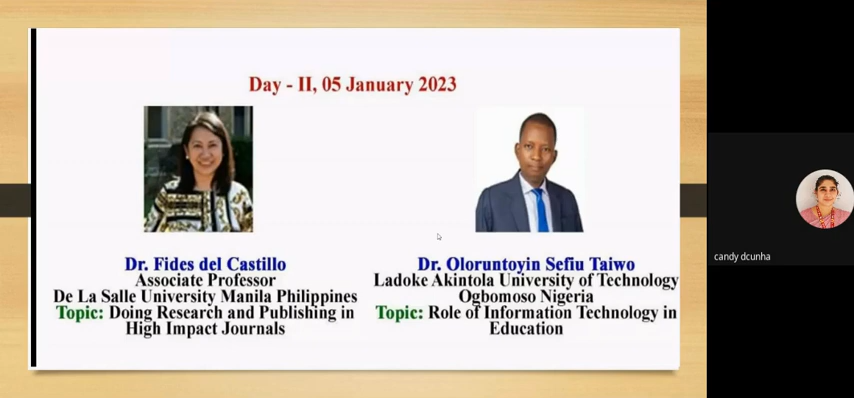 Day - II, 05 January 2023
Dr. Fides del Castillo
Associate Professor
De La Salle University Manila Philippines
Topic: Doing Research and Publishing in
High Impact Journals
Dr. Oloruntoyin Sefiu Taiwo
Ladoke Akintola University of Technology
Ogbomoso Nigeria
Topic: Role of Information Technology in
Education
candy dcunha